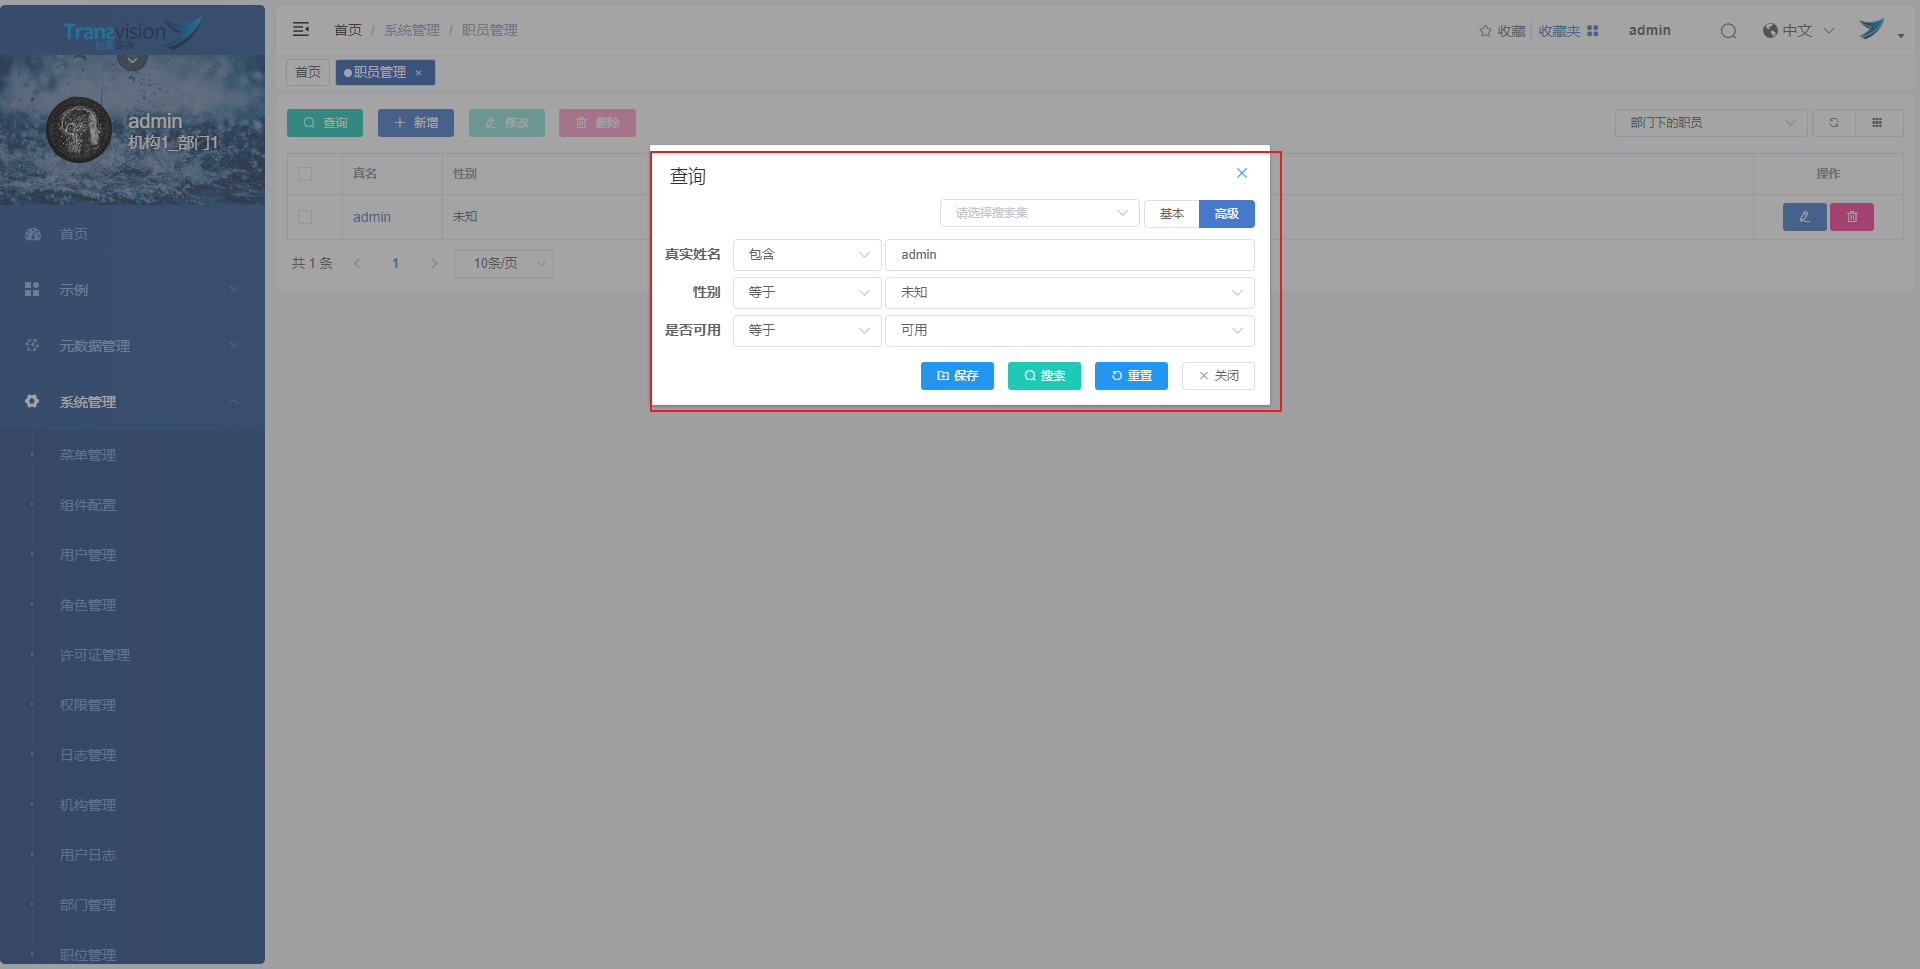 Tranzvision
创景咨询
首页 / 系统管理 / 职员管理
收藏 收藏夹 admin 中文
首页 职员管理 ×
admin
机构1_部门1
查询 新增 修改 删除 部门下的职员
真名 性别 操作
admin 未知
共 1 条 1 10条/页
查询
请选择搜索集 基本 高级
真实姓名 包含 admin
性别 等于 未知
是否可用 等于 可用
保存 搜索 重置 关闭
首页
示例
元数据管理
系统管理
菜单管理
组件配置
用户管理
角色管理
许可证管理
权限管理
日志管理
机构管理
用户日志
部门管理
职位管理